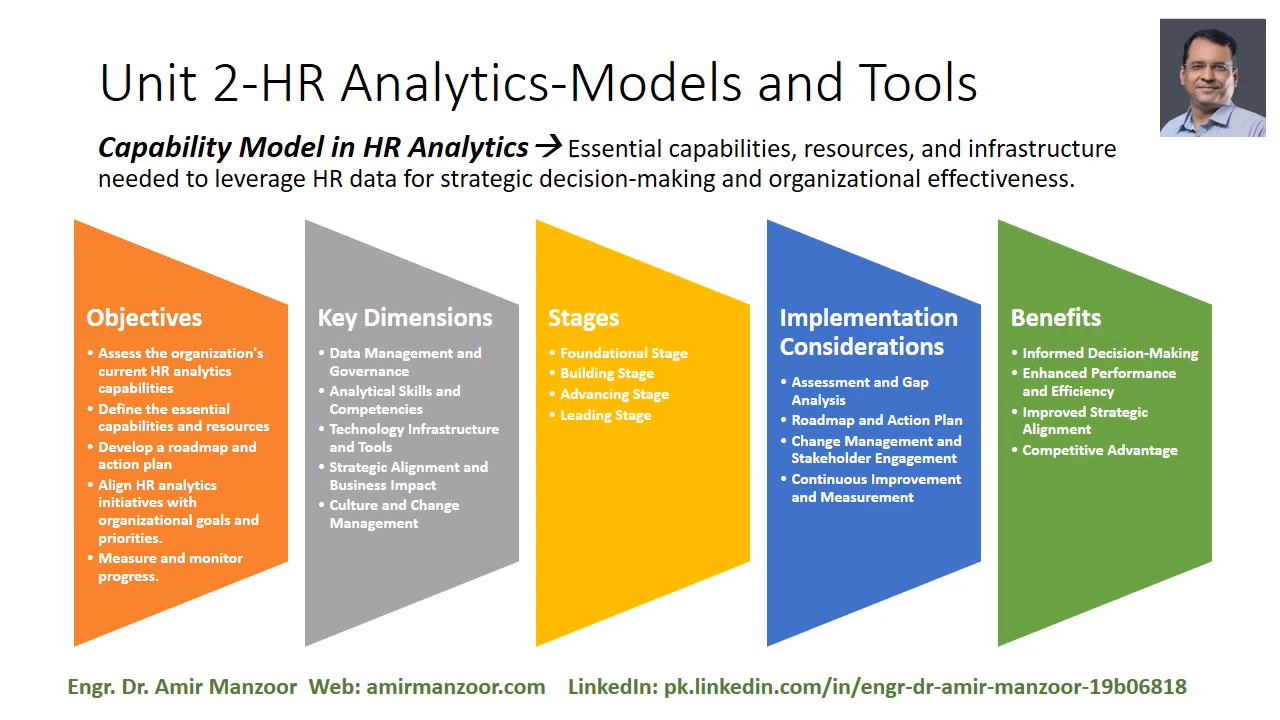 Unit 2-HR Analytics-Models and Tools
Capability Model in HR Analytics→ Essential capabilities, resources, and infrastructure
needed to leverage HR data for strategic decision-making and organizational effectiveness.
Objectives
• Assess the organization's
current HR analytics
capabilities
• Define the essential
capabilities and resources
• Develop a roadmap and
action plan
• Align HR analytics
initiatives with
organizational goals and
priorities.
• Measure and monitor
progress.
Key Dimensions
• Data Management and
Governance
• Analytical Skills and
Competencies
• Technology Infrastructure
and Tools
• Strategic Alignment and
Business Impact
• Culture and Change
Management
Stages
• Foundational Stage
• Building Stage
• Advancing Stage
• Leading Stage
Implementation
Considerations
• Assessment and Gap
Analysis
• Roadmap and Action Plan
• Change Management and
Stakeholder Engagement
• Continuous Improvement
and Measurement
Benefits
• Informed Decision-Making
• Enhanced Performance
and Efficiency
• Improved Strategic
Alignment
• Competitive Advantage
Engr. Dr. Amir Manzoor Web: amirmanzoor.com LinkedIn: pk.linkedin.com/in/engr-dr-amir-manzoor-19b06818